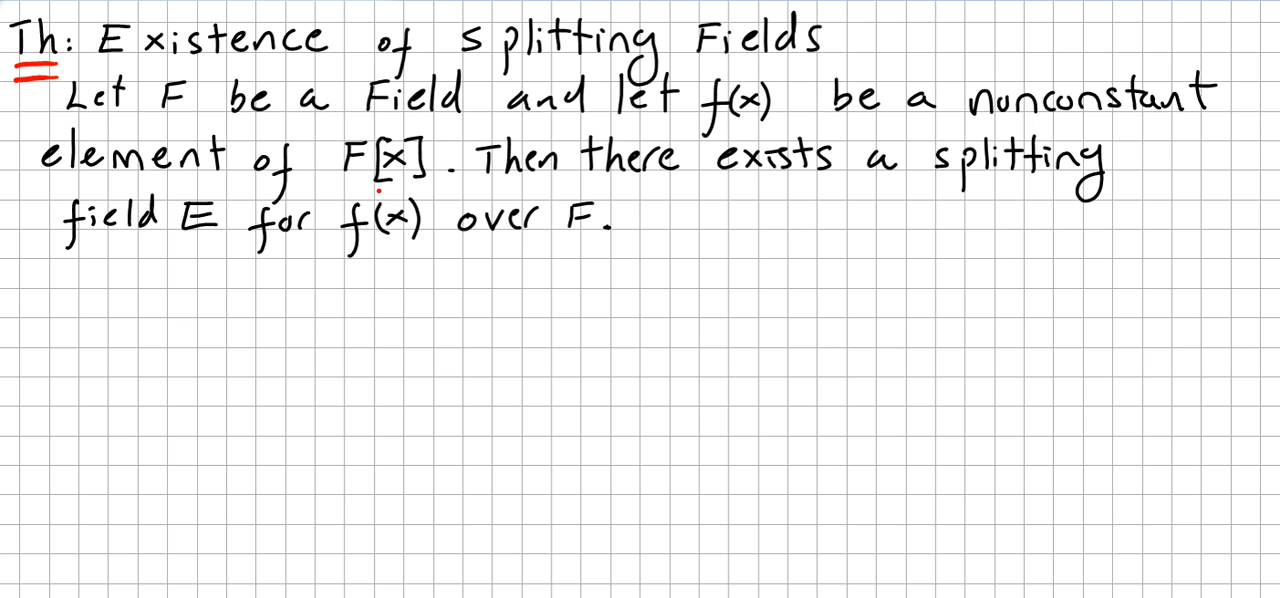 Th: Existence of splitting Fields
Let F be a Field and let f(x) be a nonconstant
element of F[x]. Then there exists a splitting
field E for f(x) over F.